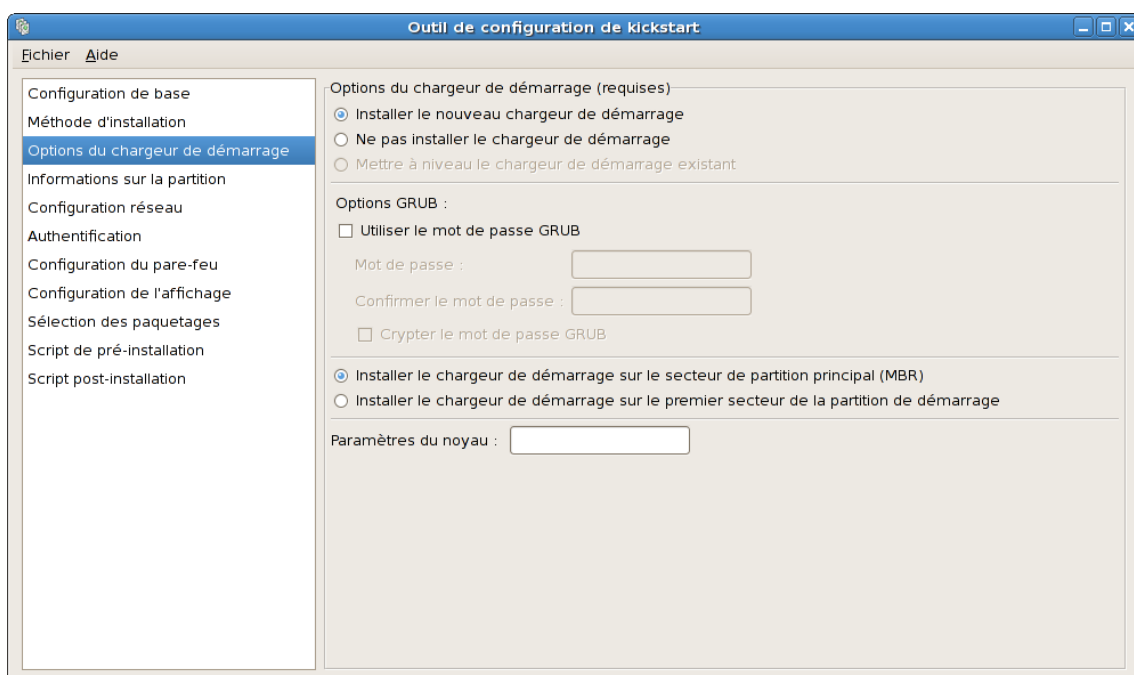 Outil de configuration de kickstart
Fichier Aide
Configuration de base
Méthode d'installation
Options du chargeur de démarrage
Informations sur la partition
Configuration réseau
Authentification
Configuration du pare-feu
Configuration de l'affichage
Sélection des paquetages
Script de pré-installation
Script post-installation
Options du chargeur de démarrage (requises)
Installer le nouveau chargeur de démarrage
Ne pas installer le chargeur de démarrage
Mettre à niveau le chargeur de démarrage existant
Options GRUB :
Utiliser le mot de passe GRUB
Mot de passe :
Confirmer le mot de passe :
Crypter le mot de passe GRUB
Installer le chargeur de démarrage sur le secteur de partition principal (MBR)
Installer le chargeur de démarrage sur le premier secteur de la partition de démarrage
Paramètres du noyau :